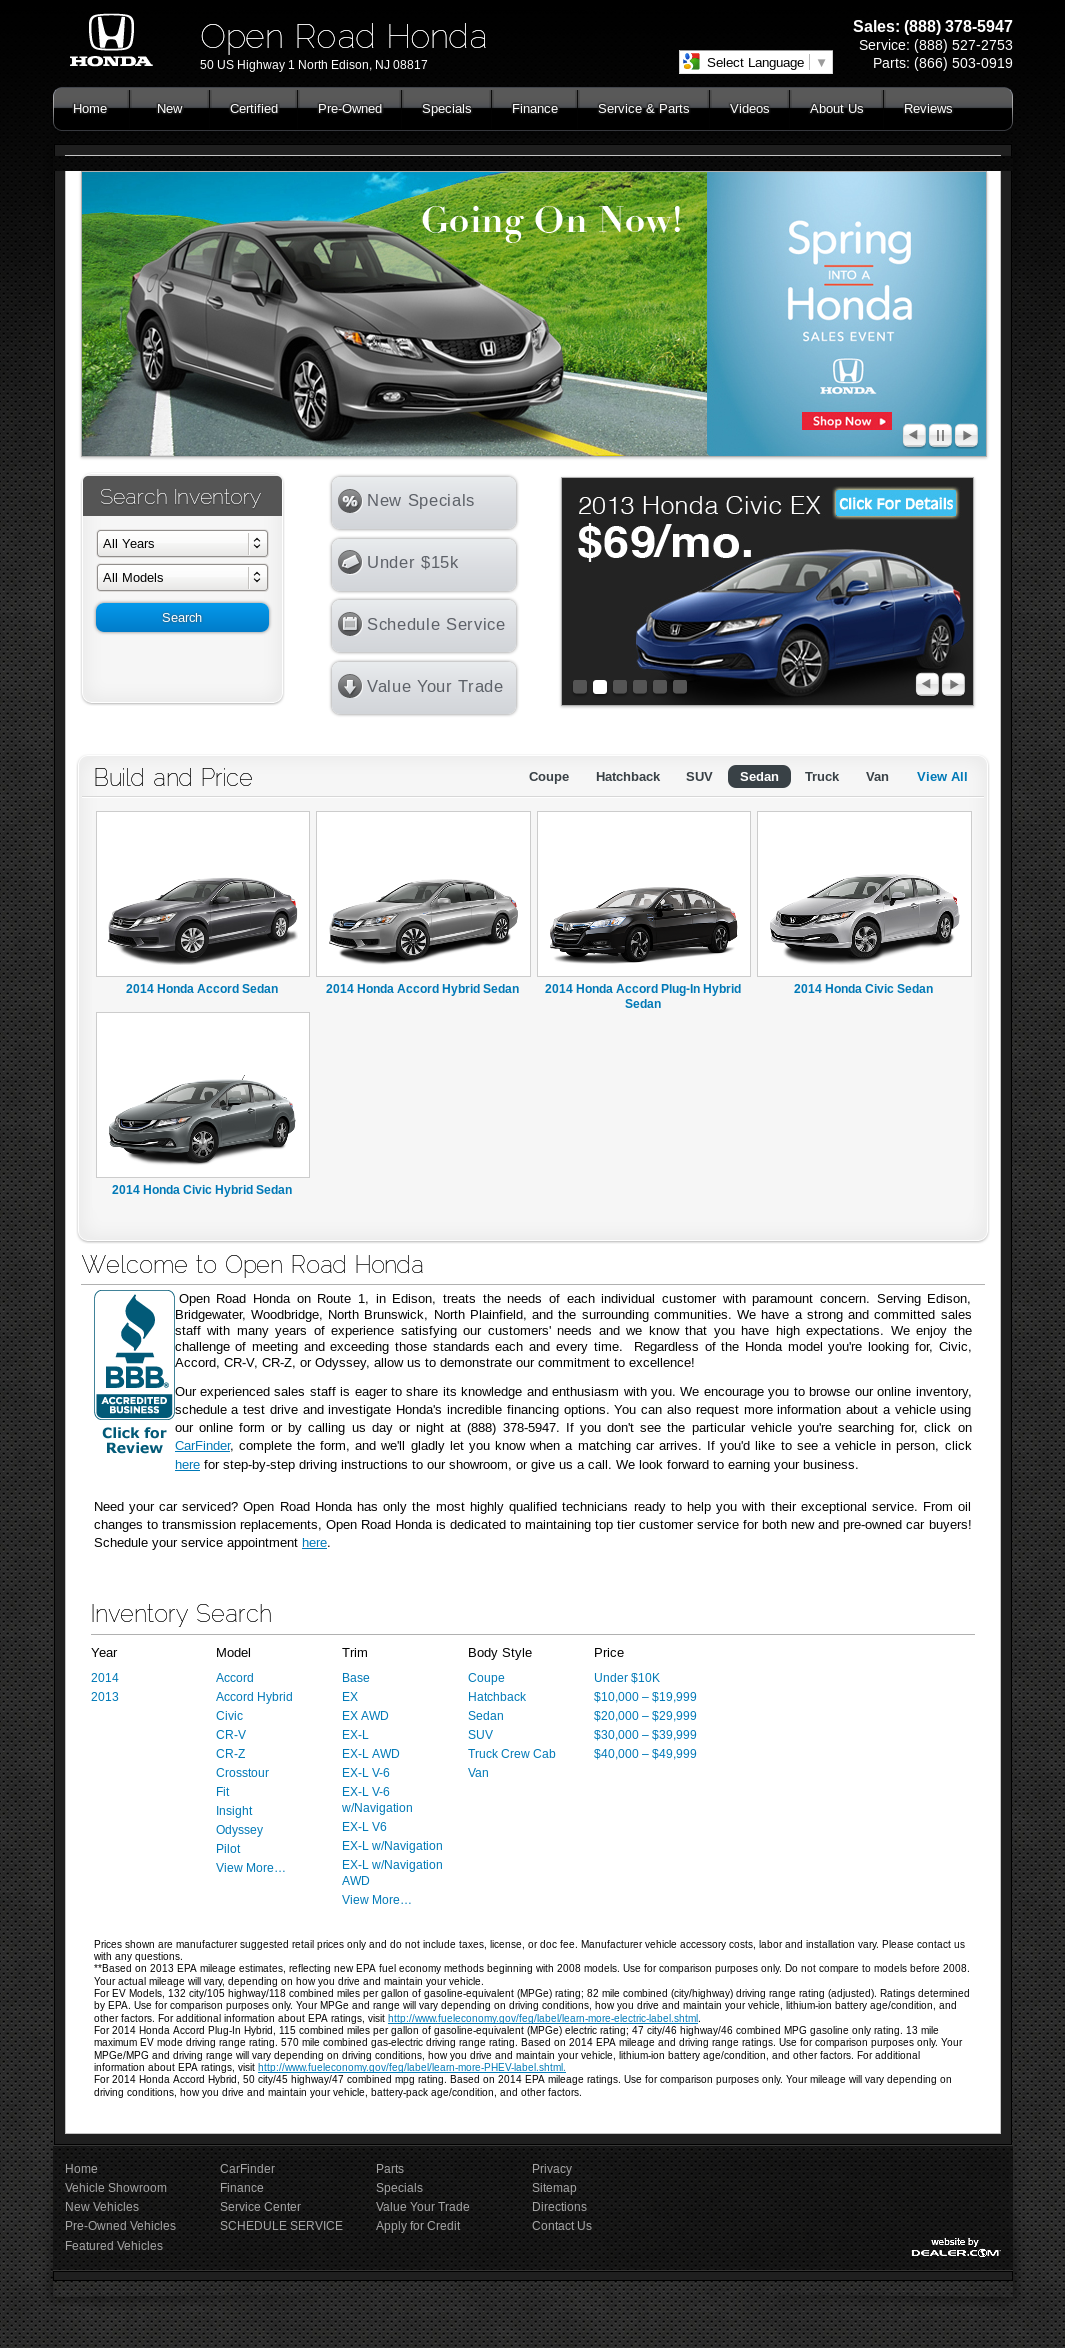 HONDA
Open Road Honda
50 US Highway 1 North Edison, NJ 08817
Select Language ▼
Sales: (888) 378-5947
Service: (888) 527-2753
Parts: (866) 503-0919
Home New Certified Pre-Owned Specials Finance Service & Parts Videos About Us Reviews
Going On Now!
Spring
INTO A
Honda
SALES EVENT
HONDA
Shop Now
Search Inventory
All Years
All Models
Search
New Specials
Under $15k
Schedule Service
Value Your Trade
2013 Honda Civic EX
Click For Details
$69/mo.
Build and Price
Coupe Hatchback SUV Sedan Truck Van View All
2014 Honda Accord Sedan
2014 Honda Accord Hybrid Sedan
2014 Honda Accord Plug-In Hybrid
Sedan
2014 Honda Civic Sedan
2014 Honda Civic Hybrid Sedan
Welcome to Open Road Honda
BBB
ACCREDITED
BUSINESS
Click for
Review
Open Road Honda on Route 1, in Edison, treats the needs of each individual customer with paramount concern. Serving Edison,
Bridgewater, Woodbridge, North Brunswick, North Plainfield, and the surrounding communities. We have a strong and committed sales
staff with many years of experience satisfying our customers' needs and we know that you have high expectations. We enjoy the
challenge of meeting and exceeding those standards each and every time. Regardless of the Honda model you're looking for, Civic,
Accord, CR-V, CR-Z, or Odyssey, allow us to demonstrate our commitment to excellence!
Our experienced sales staff is eager to share its knowledge and enthusiasm with you. We encourage you to browse our online inventory,
schedule a test drive and investigate Honda's incredible financing options. You can also request more information about a vehicle using
our online form or by calling us day or night at (888) 378-5947. If you don't see the particular vehicle you're searching for, click on
CarFinder, complete the form, and we'll gladly let you know when a matching car arrives. If you'd like to see a vehicle in person, click
here for step-by-step driving instructions to our showroom, or give us a call. We look forward to earning your business.
Need your car serviced? Open Road Honda has only the most highly qualified technicians ready to help you with their exceptional service. From oil
changes to transmission replacements, Open Road Honda is dedicated to maintaining top tier customer service for both new and pre-owned car buyers!
Schedule your service appointment here.
Inventory Search
Year
2014
2013
Model
Accord
Accord Hybrid
Civic
CR-V
CR-Z
Crosstour
Fit
Insight
Odyssey
Pilot
View More…
Trim
Base
EX
EX AWD
EX-L
EX-L AWD
EX-L V-6
EX-L V-6
w/Navigation
EX-L V6
EX-L w/Navigation
EX-L w/Navigation
AWD
View More…
Body Style
Coupe
Hatchback
Sedan
SUV
Truck Crew Cab
Van
Price
Under $10K
$10,000 – $19,999
$20,000 – $29,999
$30,000 – $39,999
$40,000 – $49,999
Prices shown are manufacturer suggested retail prices only and do not include taxes, license, or doc fee. Manufacturer vehicle accessory costs, labor and installation vary. Please contact us
with any questions.
**Based on 2013 EPA mileage estimates, reflecting new EPA fuel economy methods beginning with 2008 models. Use for comparison purposes only. Do not compare to models before 2008.
Your actual mileage will vary, depending on how you drive and maintain your vehicle.
For EV Models, 132 city/105 highway/118 combined miles per gallon of gasoline-equivalent (MPGe) rating; 82 mile combined (city/highway) driving range rating (adjusted). Ratings determined
by EPA. Use for comparison purposes only. Your MPGe and range will vary depending on driving conditions, how you drive and maintain your vehicle, lithium-ion battery age/condition, and
other factors. For additional information about EPA ratings, visit http://www.fueleconomy.gov/feg/label/learn-more-electric-label.shtml.
For 2014 Honda Accord Plug-In Hybrid, 115 combined miles per gallon of gasoline-equivalent (MPGe) electric rating; 47 city/46 highway/46 combined MPG gasoline only rating. 13 mile
maximum EV mode driving range rating. 570 mile combined gas-electric driving range rating. Based on 2014 EPA mileage and driving range ratings. Use for comparison purposes only. Your
MPGe/MPG and driving range will vary depending on driving conditions, how you drive and maintain your vehicle, lithium-ion battery age/condition, and other factors. For additional
information about EPA ratings, visit http://www.fueleconomy.gov/feg/label/learn-more-PHEV-label.shtml.
For 2014 Honda Accord Hybrid, 50 city/45 highway/47 combined mpg rating. Based on 2014 EPA mileage ratings. Use for comparison purposes only. Your mileage will vary depending on
driving conditions, how you drive and maintain your vehicle, battery-pack age/condition, and other factors.
Home
Vehicle Showroom
New Vehicles
Pre-Owned Vehicles
Featured Vehicles
CarFinder
Finance
Service Center
SCHEDULE SERVICE
Parts
Specials
Value Your Trade
Apply for Credit
Privacy
Sitemap
Directions
Contact Us
website by
DEALER.COM